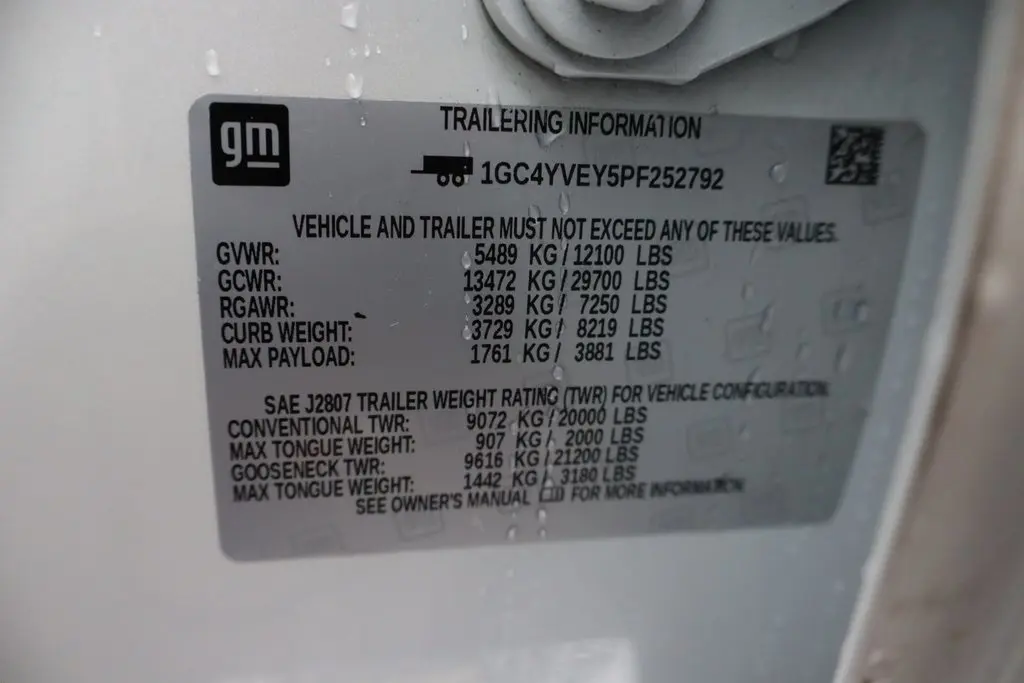 gm
TRAILERING INFORMATION
1GC4YVEY5PF252792
VEHICLE AND TRAILER MUST NOT EXCEED ANY OF THESE VALUES.
GVWR: 5489 KG/12100 LBS
GCWR: 13472 KG/29700 LBS
RGAWR: 3289 KG/ 7250 LBS
CURB WEIGHT: 3729 KG/ 8219 LBS
MAX PAYLOAD: 1761 KG/ 3881 LBS
SAE J2807 TRAILER WEIGHT RATING (TWR) FOR VEHICLE CONFIGURATION.
CONVENTIONAL TWR: 9072 KG/20000 LBS
MAX TONGUE WEIGHT: 907 KG/ 2000 LBS
GOOSENECK TWR: 9616 KG/21200 LBS
MAX TONGUE WEIGHT: 1442 KG/ 3180 LBS
SEE OWNER'S MANUAL FOR MORE INFORMATION.